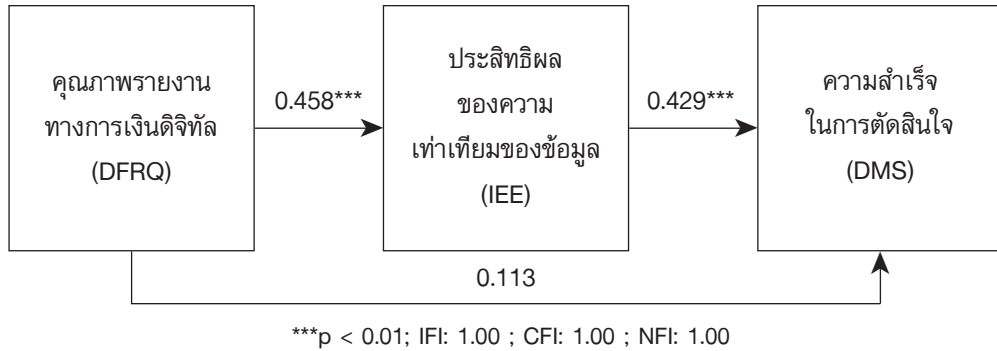 คุณภาพรายงาน
ทางการเงินดิจิทัล
(DFRQ)
0.458***
ประสิทธิผล
ของความ
เท่าเทียมของข้อมูล
(IEE)
0.429***
ความสำเร็จ
ในการตัดสินใจ
(DMS)
0.113
***p < 0.01; IFI: 1.00 ; CFI: 1.00 ; NFI: 1.00